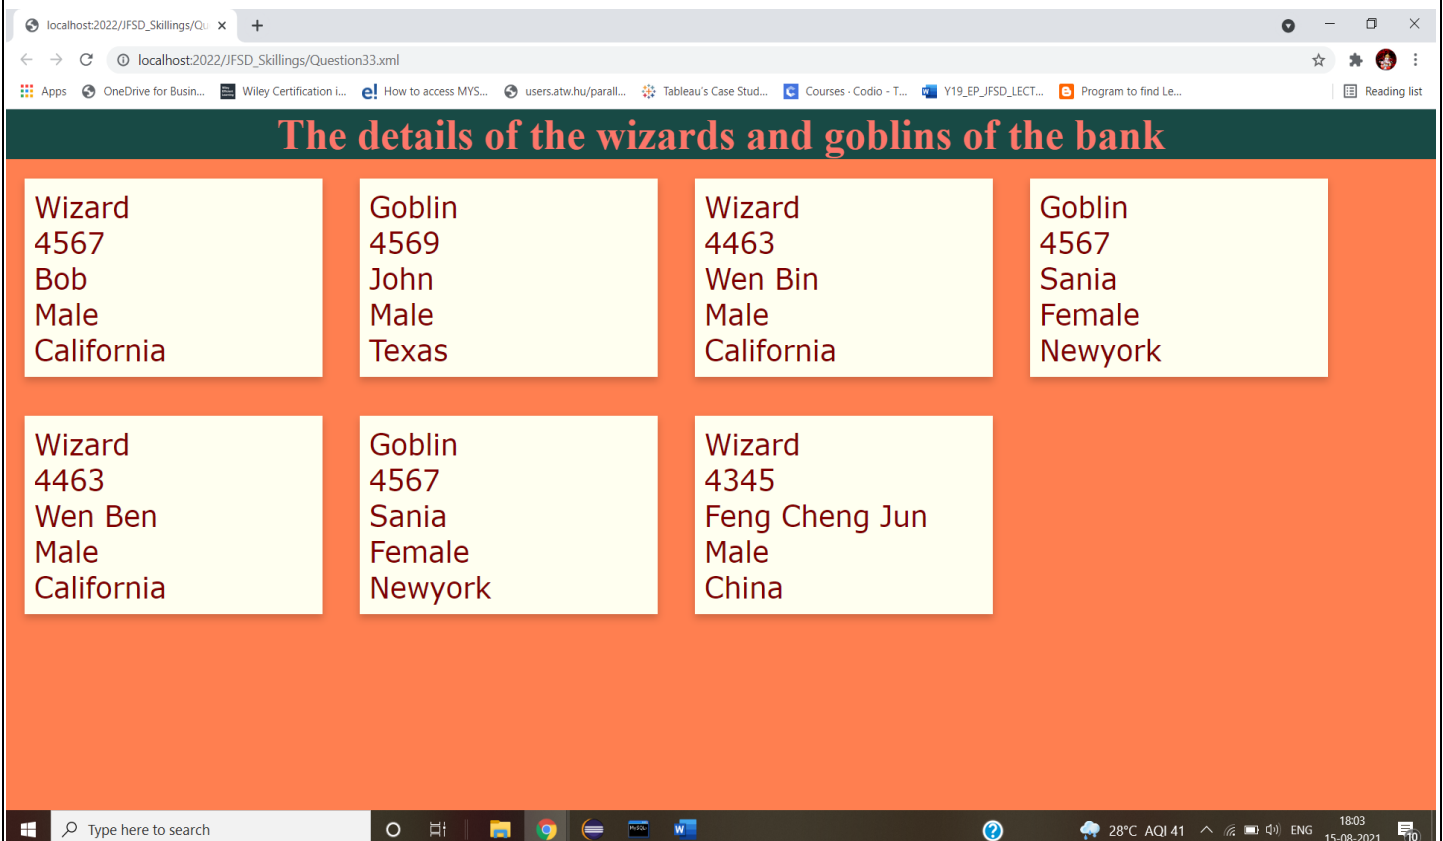 localhost:2022/JFSD_Skillings/Qu
localhost:2022/JFSD_Skillings/Question33.xml
Apps OneDrive for Busin... Wiley Certification i... How to access MYS... users.atw.hu/parall... Tableau's Case Stud... Courses - Codio - T... Y19_EP_JFSD_LECT... Program to find Le... Reading list
The details of the wizards and goblins of the bank
Wizard
4567
Bob
Male
California
Goblin
4569
John
Male
Texas
Wizard
4463
Wen Bin
Male
California
Goblin
4567
Sania
Female
Newyork
Wizard
4463
Wen Ben
Male
California
Goblin
4567
Sania
Female
Newyork
Wizard
4345
Feng Cheng Jun
Male
China
Type here to search
28°C AQI 41
ENG
18:03
15-08-2021
10